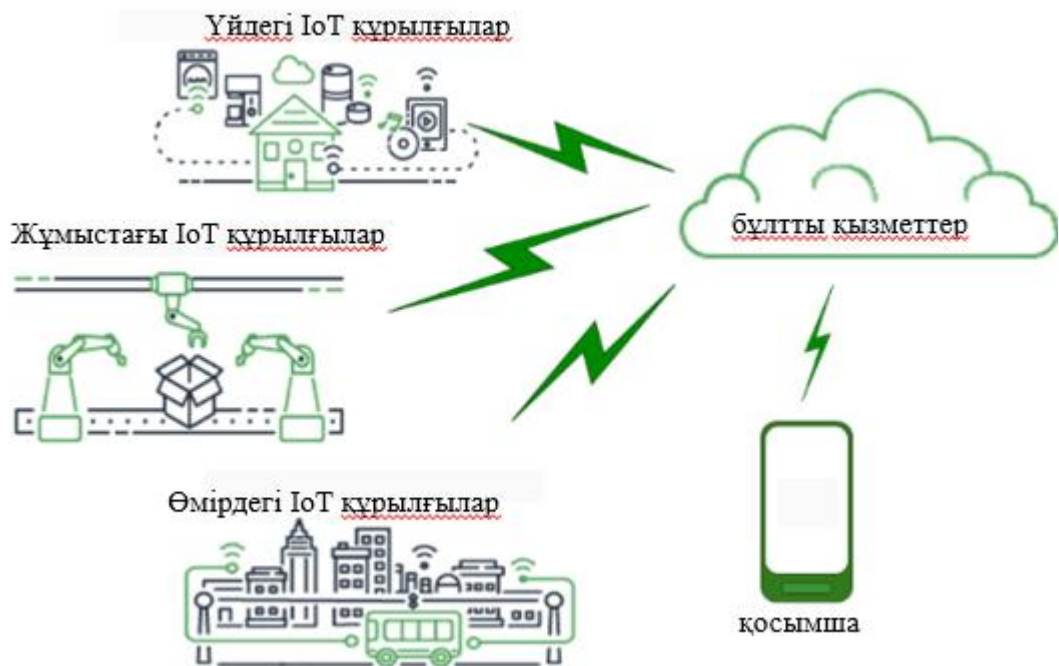 Үйдегі IoT құрылғылар
бұлтты қызметтер
Жұмыстағы IoT құрылғылар
Өмірдегі IoT құрылғылар
қосымша